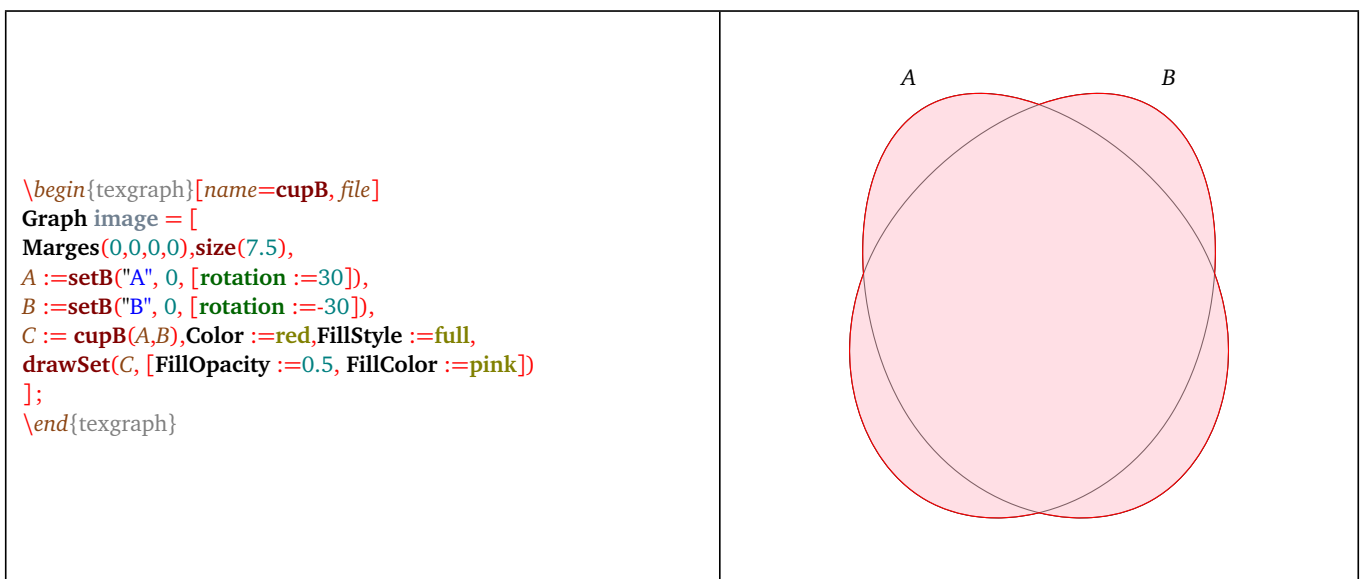 \begin{texgraph}[name=cupB, file]
Graph image = [
Marges(0,0,0,0),size(7.5),
A :=setB("A", 0, [rotation :=30]),
B :=setB("B", 0, [rotation :=-30]),
C := cupB(A,B),Color :=red,FillStyle :=full,
drawSet(C, [FillOpacity :=0.5, FillColor :=pink])
];
\end{texgraph}
A
B